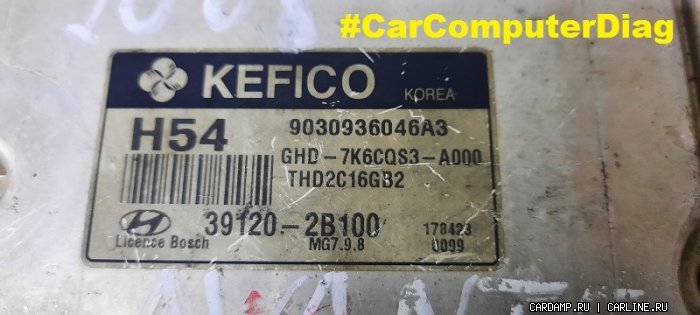 #CarComputerDiag
KEFICO
KOREA
H54
9030936046A3
GHD-7K6CQS3-A000
THD2C16GB2
39120-2B100
Licence Bosch
MG7.9.8
178423
0099
CARDAMP.RU | CARLINE.RU